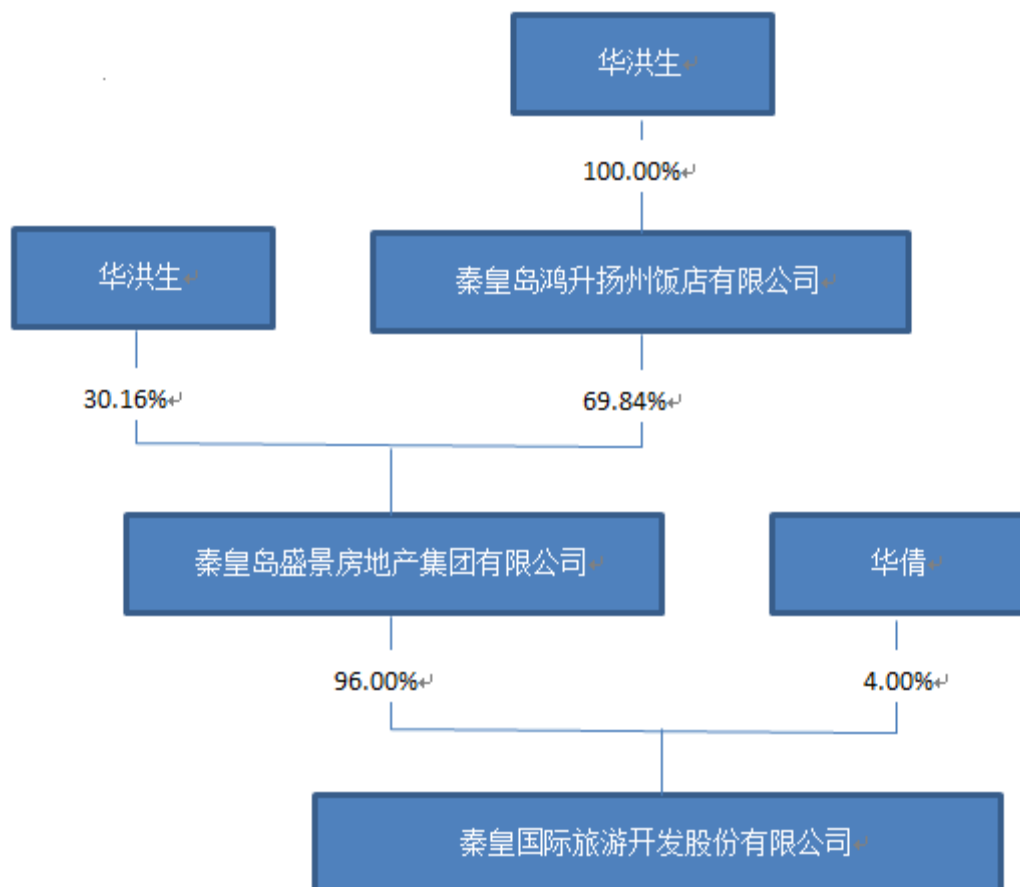 华洪生
100.00%
华洪生
秦皇岛鸿升扬州饭店有限公司
30.16%
69.84%
秦皇岛盛景房地产集团有限公司
华倩
96.00%
4.00%
秦皇国际旅游开发股份有限公司